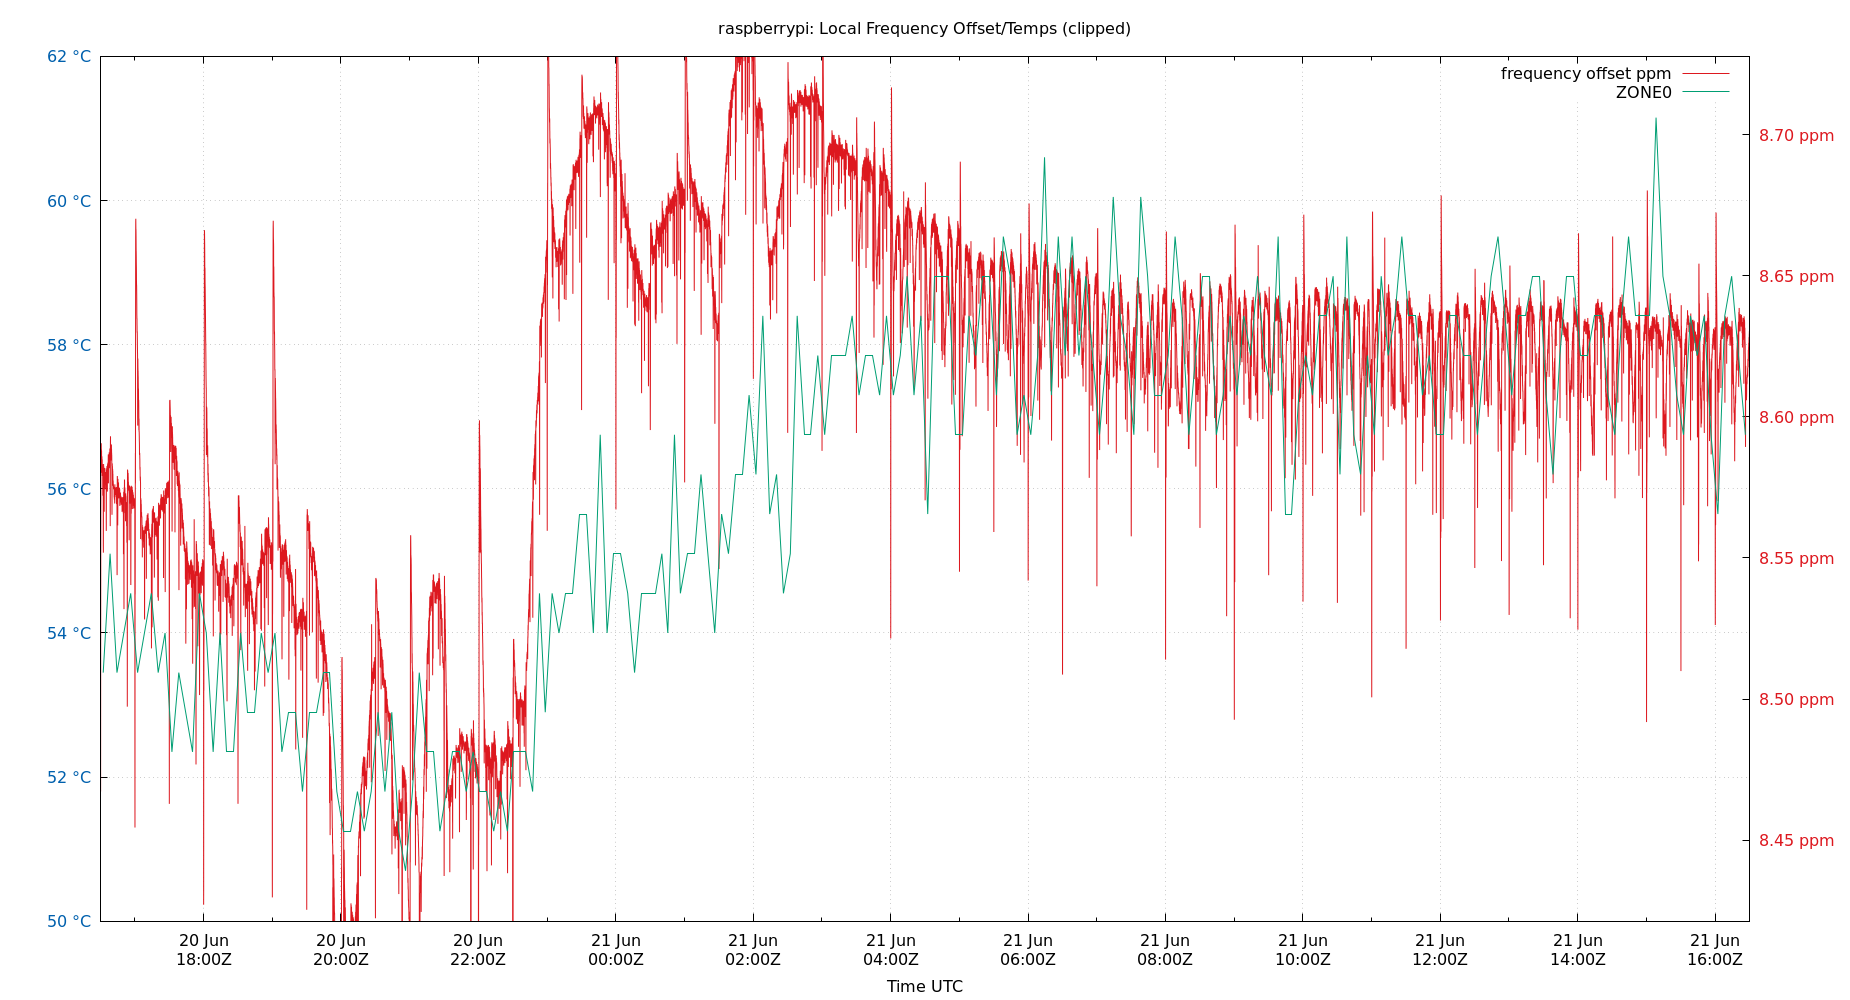 raspberrypi: Local Frequency Offset/Temps (clipped)
62 °C
60 °C
58 °C
56 °C
54 °C
52 °C
50 °C
frequency offset ppm
ZONE0
8.70 ppm
8.65 ppm
8.60 ppm
8.55 ppm
8.50 ppm
8.45 ppm
20 Jun
18:00Z
20 Jun
20:00Z
20 Jun
22:00Z
21 Jun
00:00Z
21 Jun
02:00Z
21 Jun
04:00Z
21 Jun
06:00Z
21 Jun
08:00Z
21 Jun
10:00Z
21 Jun
12:00Z
21 Jun
14:00Z
21 Jun
16:00Z
Time UTC